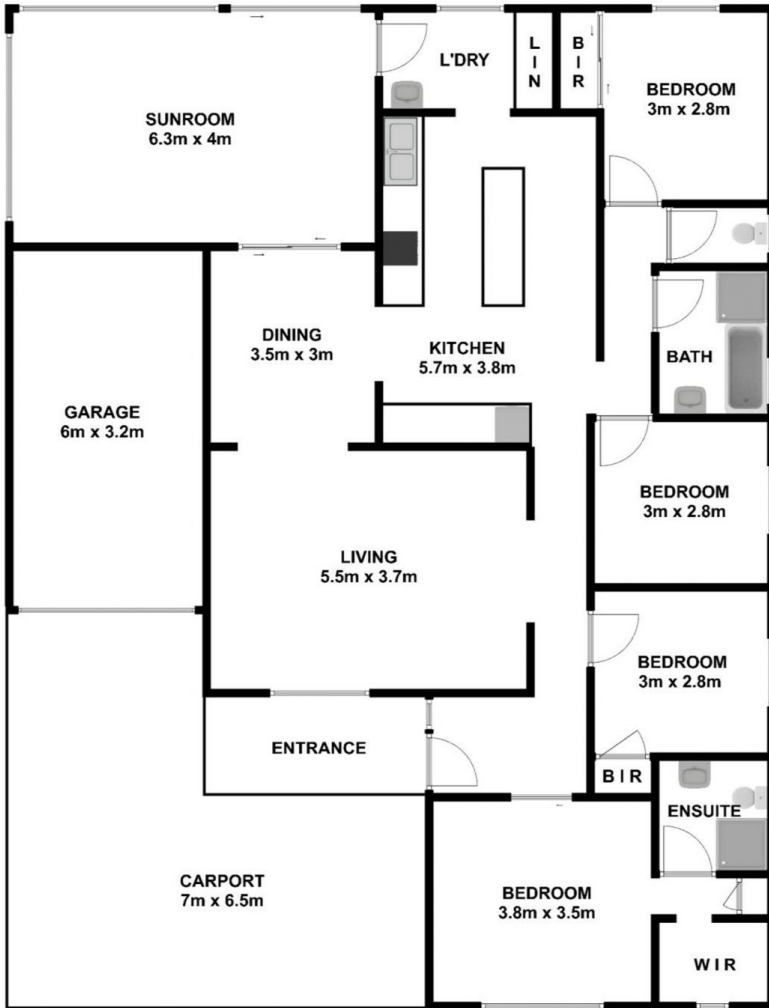 L'DRY
L
I
N
B
I
R
BEDROOM
3m x 2.8m
SUNROOM
6.3m x 4m
DINING
3.5m x 3m
KITCHEN
5.7m x 3.8m
BATH
GARAGE
6m x 3.2m
BEDROOM
3m x 2.8m
LIVING
5.5m x 3.7m
BEDROOM
3m x 2.8m
ENTRANCE
B I R
ENSUITE
CARPORT
7m x 6.5m
BEDROOM
3.8m x 3.5m
W I R